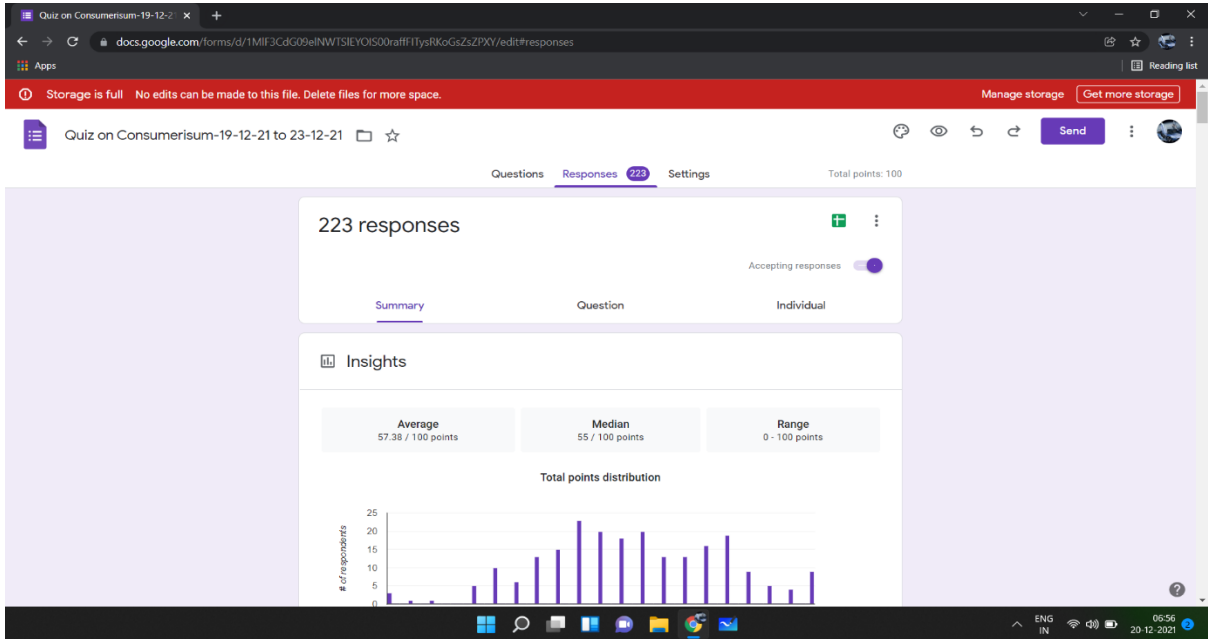 Quiz on Consumerisum-19-12-2
docs.google.com/forms/d/1MlF3CdG09elNWTSlEYOlS00raffFITysRKoGsZsZPXY/edit#responses
Apps
Reading list
Storage is full No edits can be made to this file. Delete files for more space.
Manage storage Get more storage
Quiz on Consumerisum-19-12-21 to 23-12-21
Send
Questions Responses 223 Settings
Total points: 100
223 responses
Accepting responses
Summary Question Individual
Insights
Average Median Range
57.38 / 100 points 55 / 100 points 0 - 100 points
Total points distribution
# of respondents
25
20
15
10
5
0
ENG
IN
06:56
20-12-2021
2